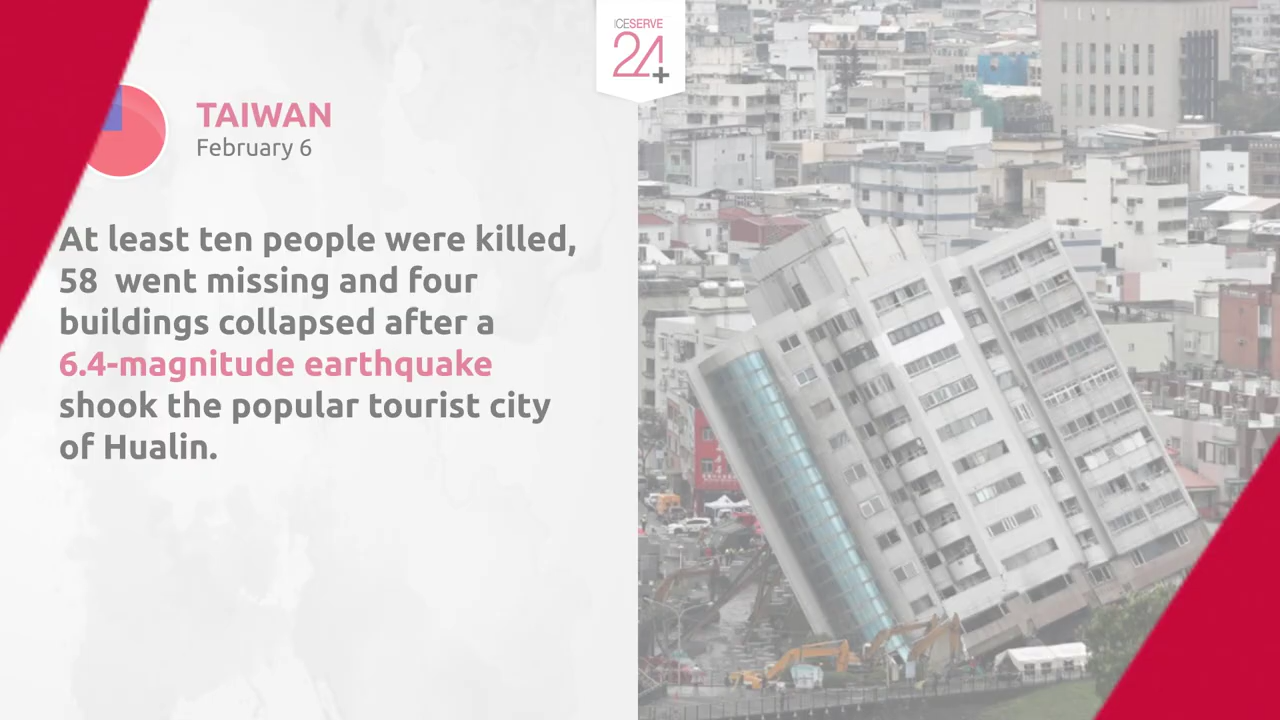 ICESERVE
24+
TAIWAN
February 6
At least ten people were killed,
58 went missing and four
buildings collapsed after a
6.4-magnitude earthquake
shook the popular tourist city
of Hualin.